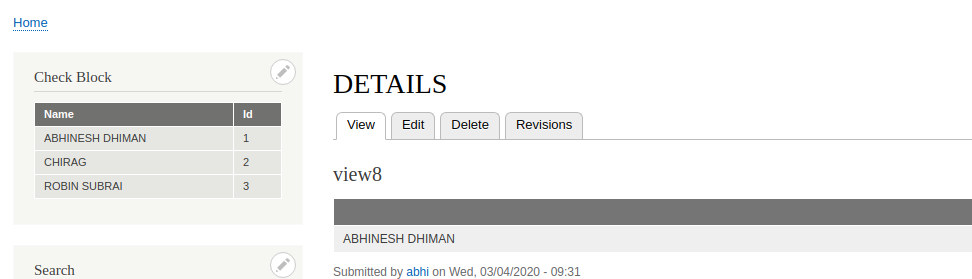 Home
Check Block
Name Id
ABHINESH DHIMAN 1
CHIRAG 2
ROBIN SUBRAI 3
Search
DETAILS
View Edit Delete Revisions
view8
ABHINESH DHIMAN
Submitted by abhi on Wed, 03/04/2020 - 09:31